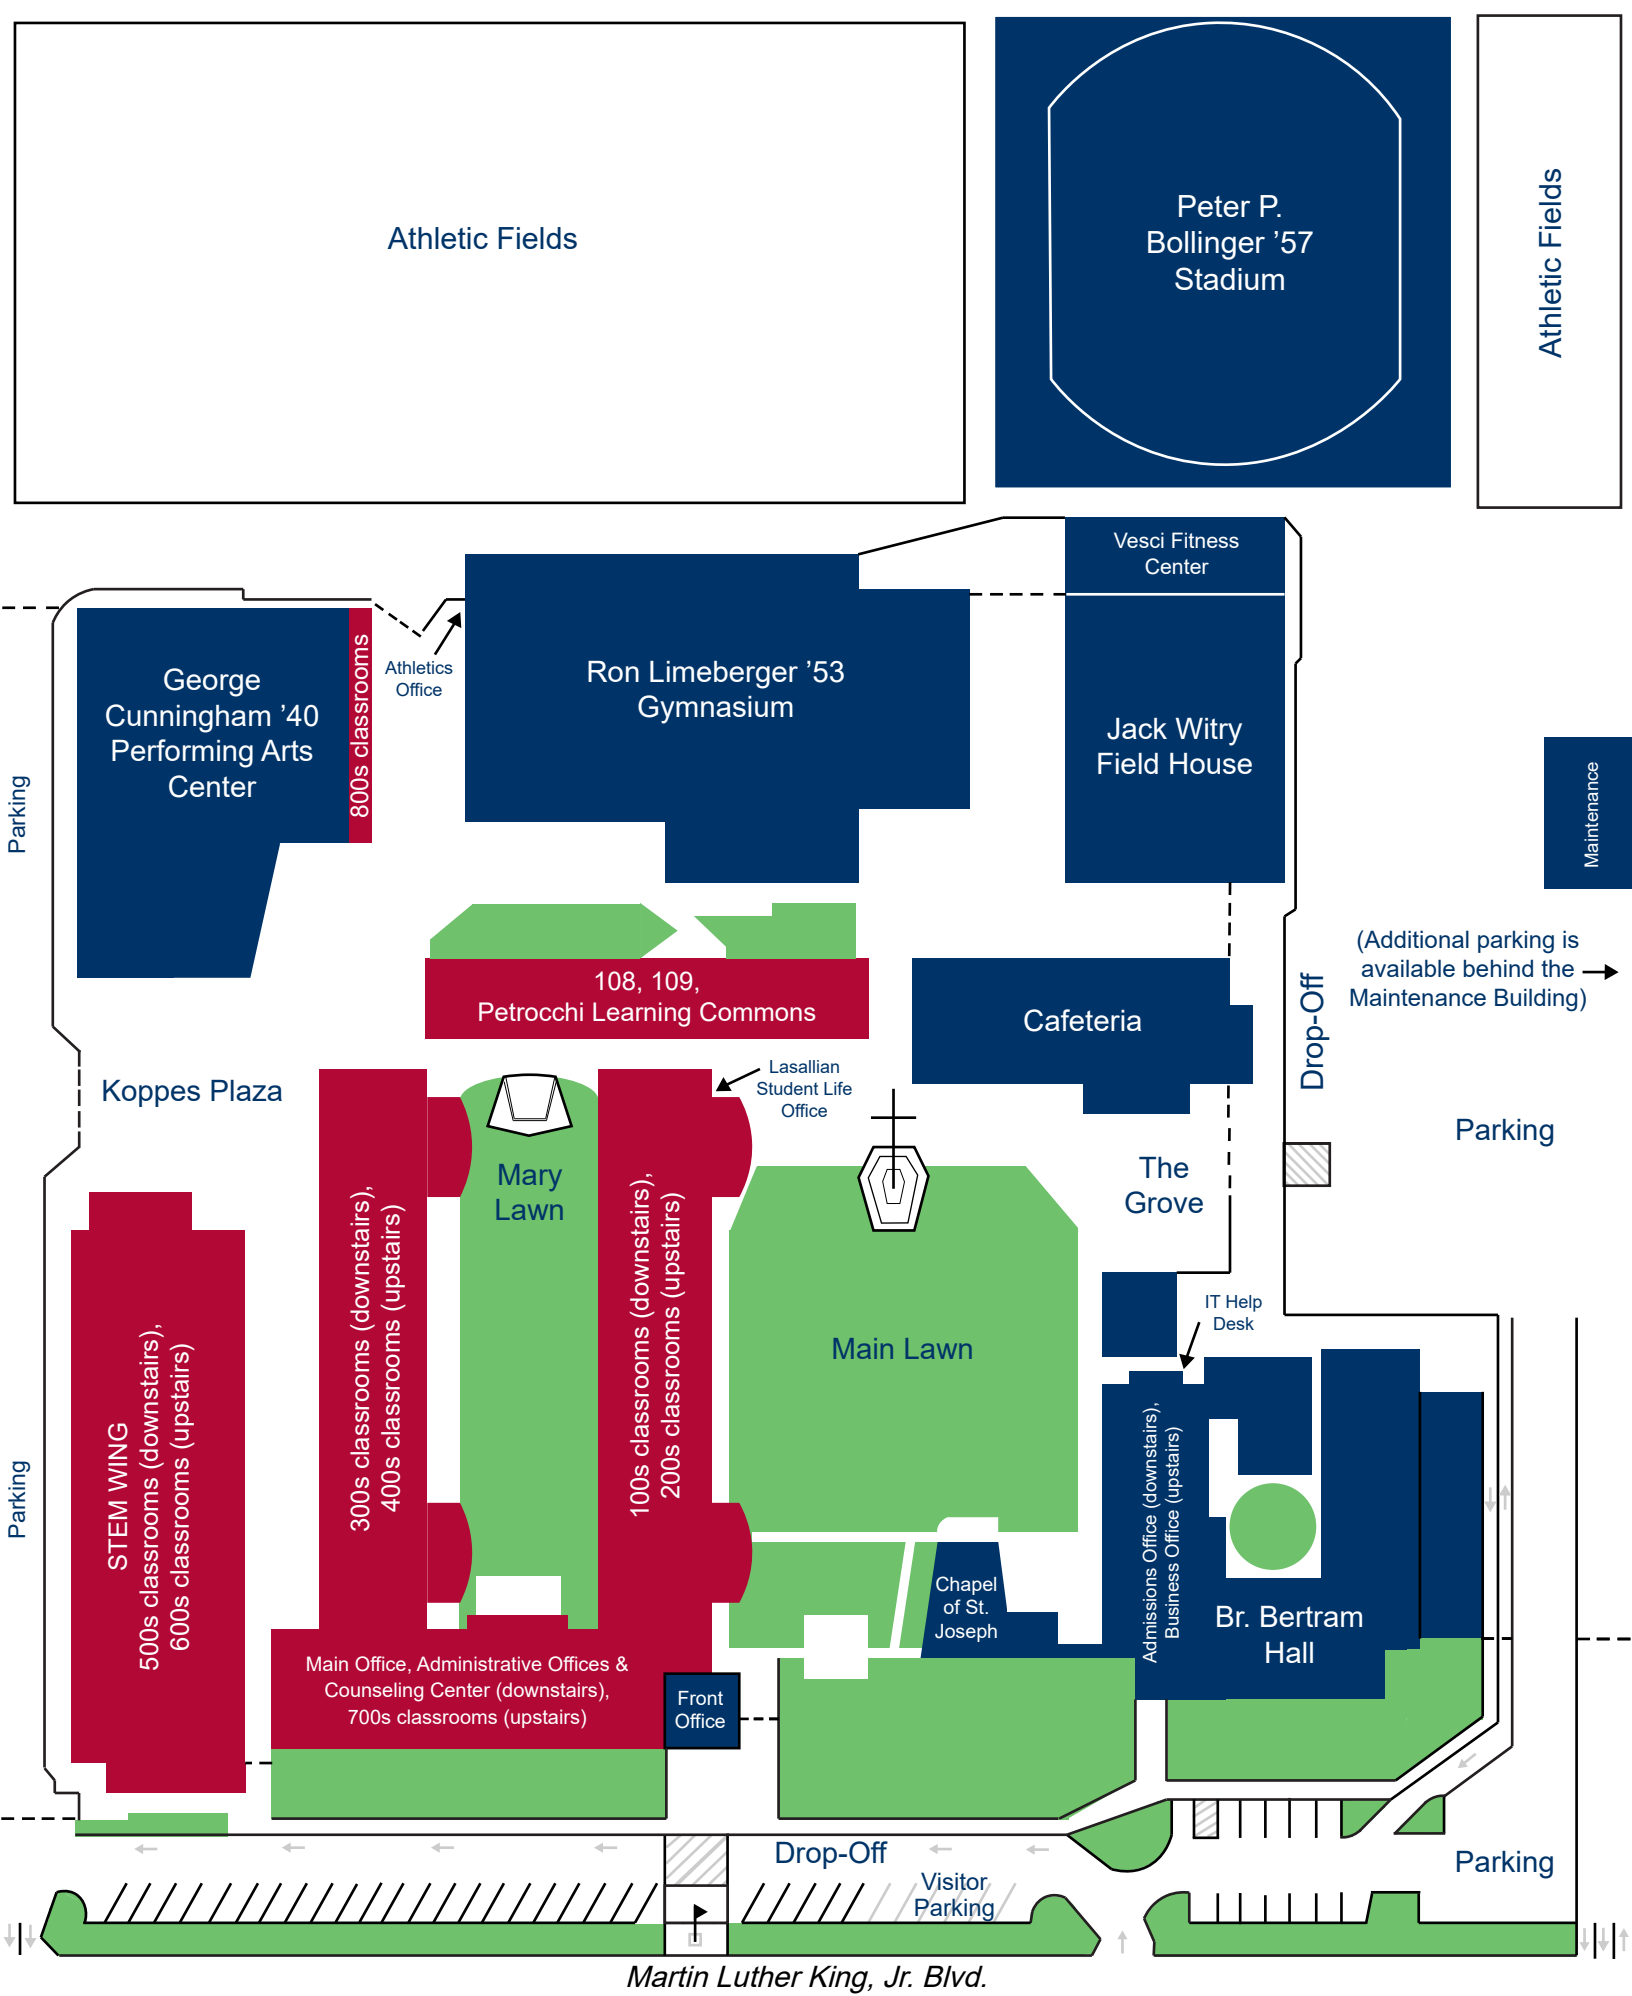 Athletic Fields
Peter P.
Bollinger ’57
Stadium
Athletic Fields
Vesci Fitness
Center
George
Cunningham ’40
Performing Arts
Center
800s classrooms
Athletics
Office
Ron Limeberger ’53
Gymnasium
Jack Witry
Field House
Maintenance
Parking
(Additional parking is
available behind the
Maintenance Building)
108, 109,
Petrocchi Learning Commons
Cafeteria
Drop-Off
Koppes Plaza
Lasallian
Student Life
Office
Parking
Mary
Lawn
The
Grove
STEM WING
500s classrooms (downstairs),
600s classrooms (upstairs)
300s classrooms (downstairs),
400s classrooms (upstairs)
100s classrooms (downstairs),
200s classrooms (upstairs)
Main Lawn
IT Help
Desk
Parking
Admissions Office (downstairs),
Business Office (upstairs)
Chapel
of St.
Joseph
Br. Bertram
Hall
Main Office, Administrative Offices &
Counseling Center (downstairs),
700s classrooms (upstairs)
Front
Office
Drop-Off
Visitor
Parking
Parking
Martin Luther King, Jr. Blvd.